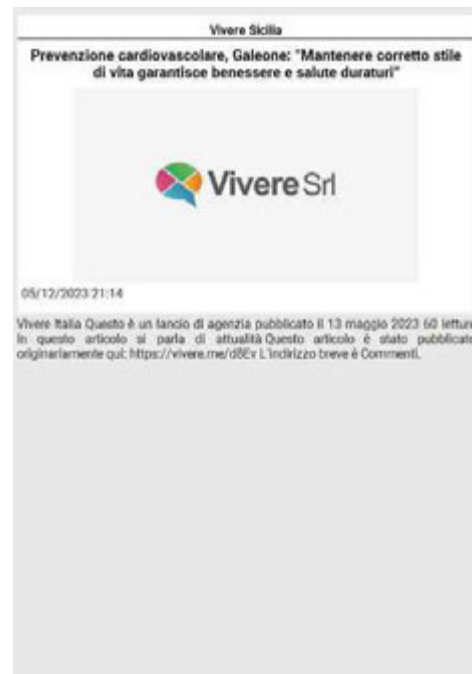 Vivere Sicilia
Prevenzione cardiovascolare, Galeone: "Mantenere corretto stile
di vita garantisce benessere e salute duraturi"
Vivere Srl
05/12/2023 21:14
Vivere Italia Questo è un lancio di agenzia pubblicato il 13 maggio 2023 60 letture
In questo articolo si parla di attualità Questo articolo è stato pubblicato
originariamente qui: https://vivere.me/d8Ev L'indirizzo breve è Commenti.